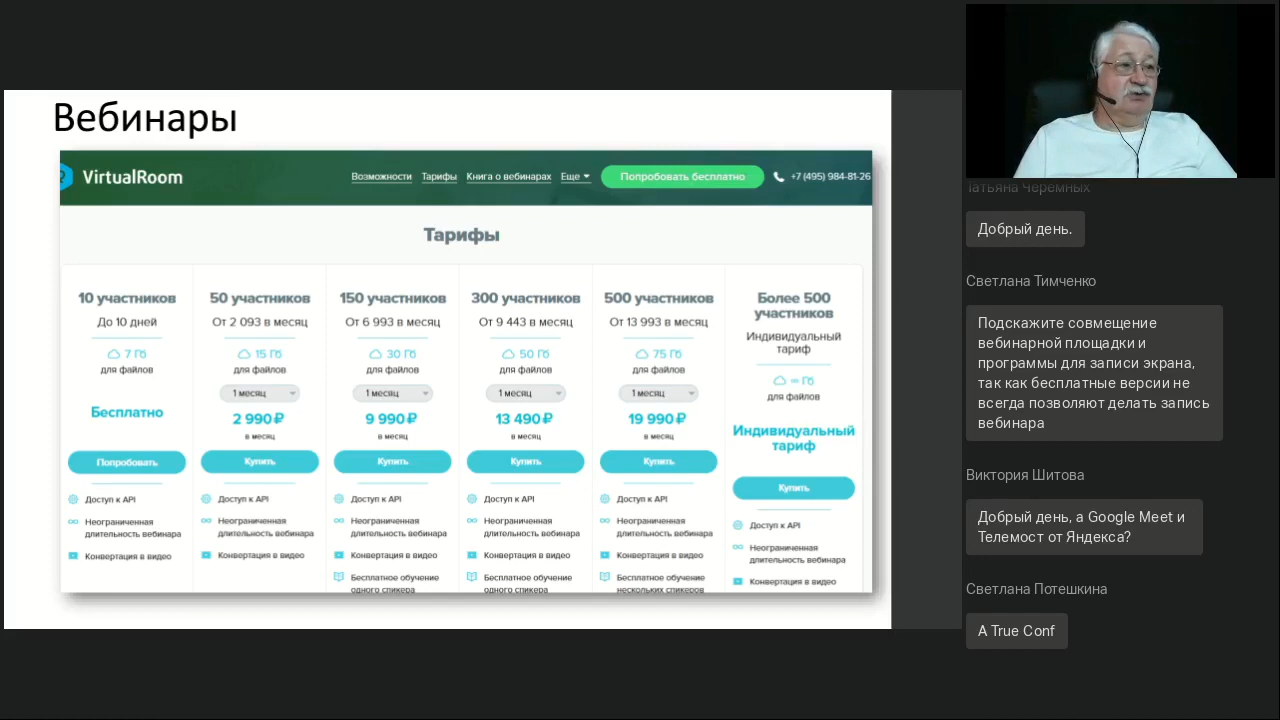 Вебинары
VirtualRoom
Возможности Тарифы Книга о вебинарах Еще Попробовать бесплатно +7 (495) 984-81-26
Тарифы
10 участников
До 10 дней
7 Гб
для файлов
Бесплатно
Попробовать
Доступ к API
Неограниченная
длительность вебинара
Конвертация в видео
50 участников
От 2 093 в месяц
15 Гб
для файлов
1 месяц
2 990 ₽
в месяц
Купить
Доступ к API
Неограниченная
длительность вебинара
Конвертация в видео
150 участников
От 6 993 в месяц
30 Гб
для файлов
1 месяц
9 990 ₽
в месяц
Купить
Доступ к API
Неограниченная
длительность вебинара
Конвертация в видео
Бесплатное обучение
одного спикера
300 участников
От 9 443 в месяц
50 Гб
для файлов
1 месяц
13 490 ₽
в месяц
Купить
Доступ к API
Неограниченная
длительность вебинара
Конвертация в видео
Бесплатное обучение
одного спикера
500 участников
От 13 993 в месяц
75 Гб
для файлов
1 месяц
19 990 ₽
в месяц
Купить
Доступ к API
Неограниченная
длительность вебинара
Конвертация в видео
Бесплатное обучение
нескольких спикеров
Более 500
участников
Индивидуальный
тариф
∞ Гб
для файлов
Индивидуальный
тариф
Купить
Доступ к API
Неограниченная
длительность вебинара
Конвертация в видео
Татьяна Черемных
Добрый день.
Светлана Тимченко
Подскажите совмещение
вебинарной площадки и
программы для записи экрана,
так как бесплатные версии не
всегда позволяют делать запись
вебинара
Виктория Шитова
Добрый день, а Google Meet и
Телемост от Яндекса?
Светлана Потешкина
А True Conf